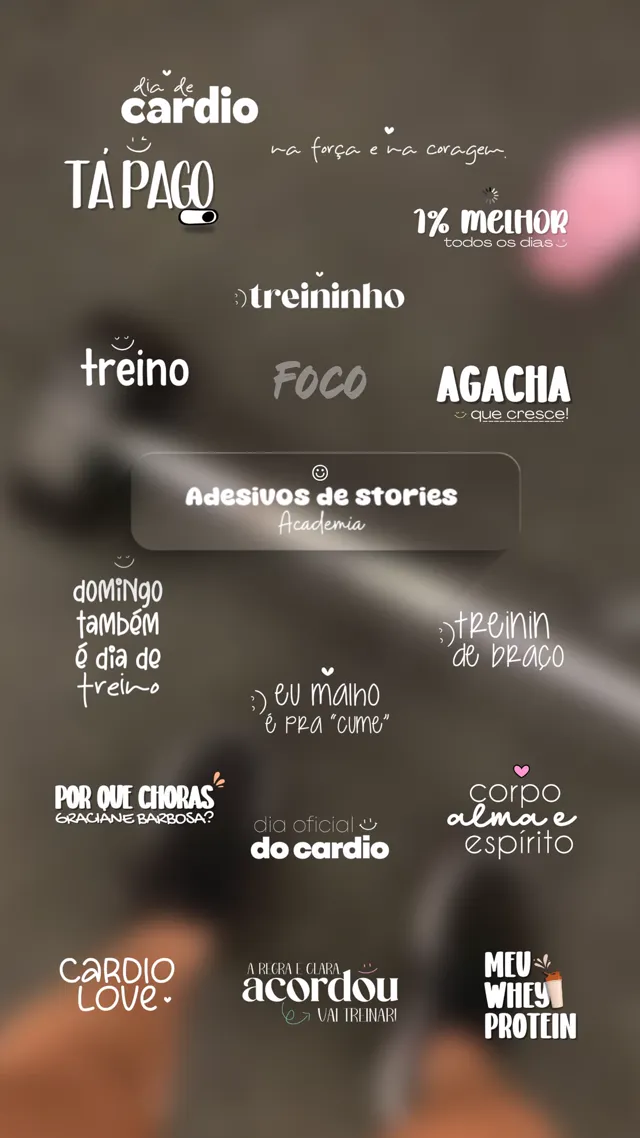 dia de
cardio
TÁ PAGO
na força e na coragem.
1% MELHOR
todos os dias
treininho
treino
FOCO
AGACHA
que cresce!
Adesivos de stories
Academia
domingo
também
é dia de
treino
treinin
de braço
eu malho
é pra "cume"
POR QUE CHORAS
GRACIANE BARBOSA?
dia oficial
do cardio
corpo
alma e
espírito
CARDIO
LOVE
A REGRA E CLARA
acordou
VAI TREINAR!
MEU
WHEY
PROTEIN